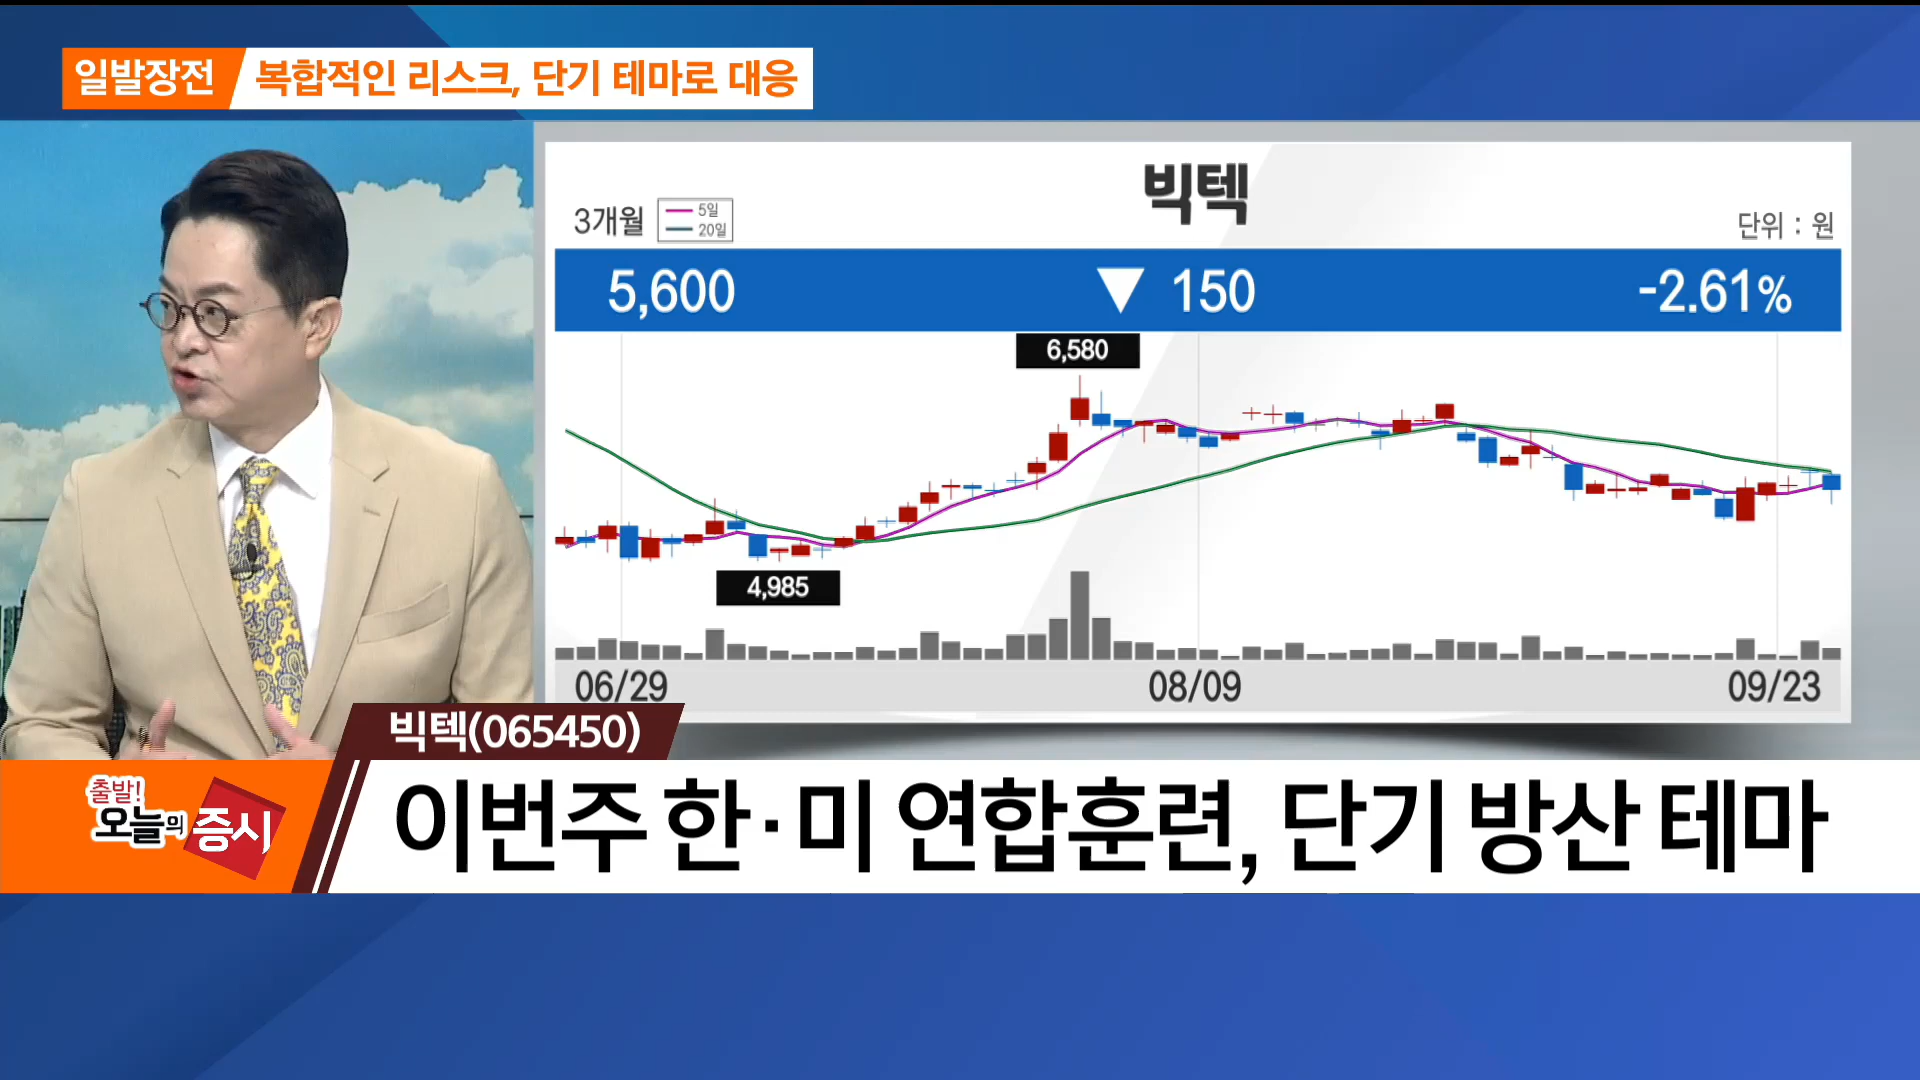 일발장전 복합적인 리스크, 단기 테마로 대응
빅텍
3개월
5일
20일
단위 : 원
5,600 ▼ 150 -2.61%
6,580
4,985
06/29 08/09 09/23
빅텍(065450)
출발!
오늘의 증시
이번주 한·미 연합훈련, 단기 방산 테마